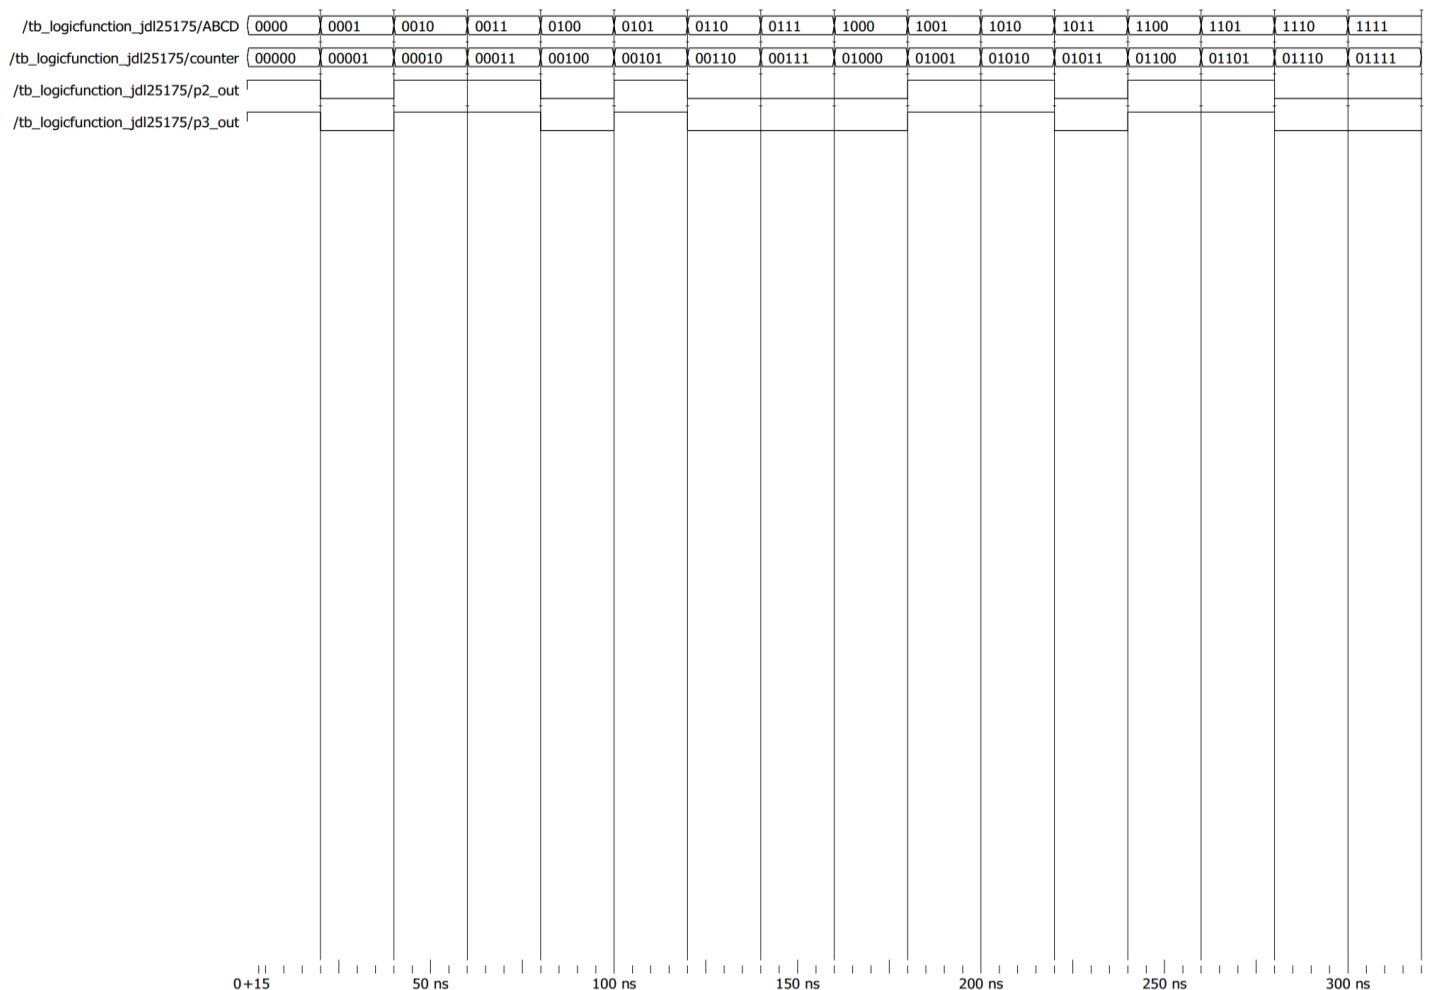 /tb_logicfunction_jdl25175/ABCD 0000 0001 0010 0011 0100 0101 0110 0111 1000 1001 1010 1011 1100 1101 1110 1111
/tb_logicfunction_jdl25175/counter 00000 00001 00010 00011 00100 00101 00110 00111 01000 01001 01010 01011 01100 01101 01110 01111
/tb_logicfunction_jdl25175/p2_out
/tb_logicfunction_jdl25175/p3_out
0+15 50 ns 100 ns 150 ns 200 ns 250 ns 300 ns